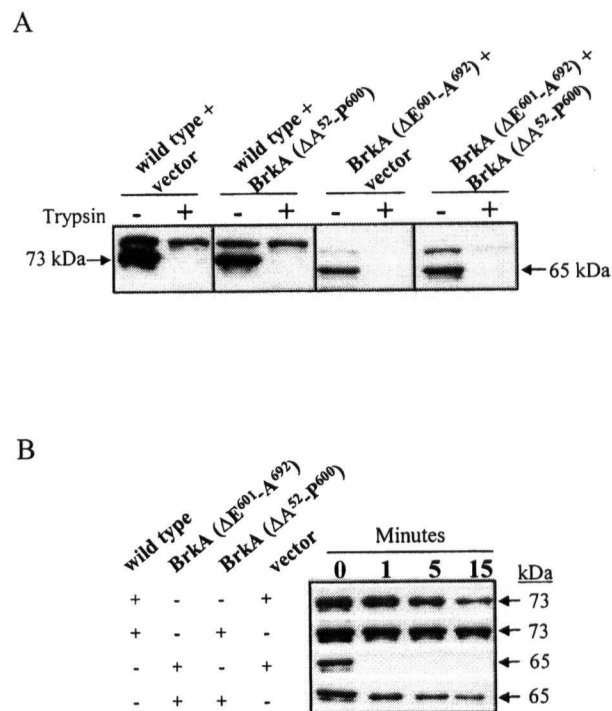 A
wild type +
vector
wild type +
BrkA (ΔA⁵²-P⁶⁰⁰)
BrkA (ΔE⁶⁰¹-A⁶⁹²) +
vector
BrkA (ΔE⁶⁰¹-A⁶⁹²) +
BrkA (ΔA⁵²-P⁶⁰⁰)
Trypsin - + - + - + - +
73 kDa→
←65 kDa
B
wild type
BrkA (ΔE⁶⁰¹-A⁶⁹²)
BrkA (ΔA⁵²-P⁶⁰⁰)
vector
Minutes
0 1 5 15 kDa
+ - - + ← 73
+ - + - ← 73
- + - + ← 65
- + + - ← 65